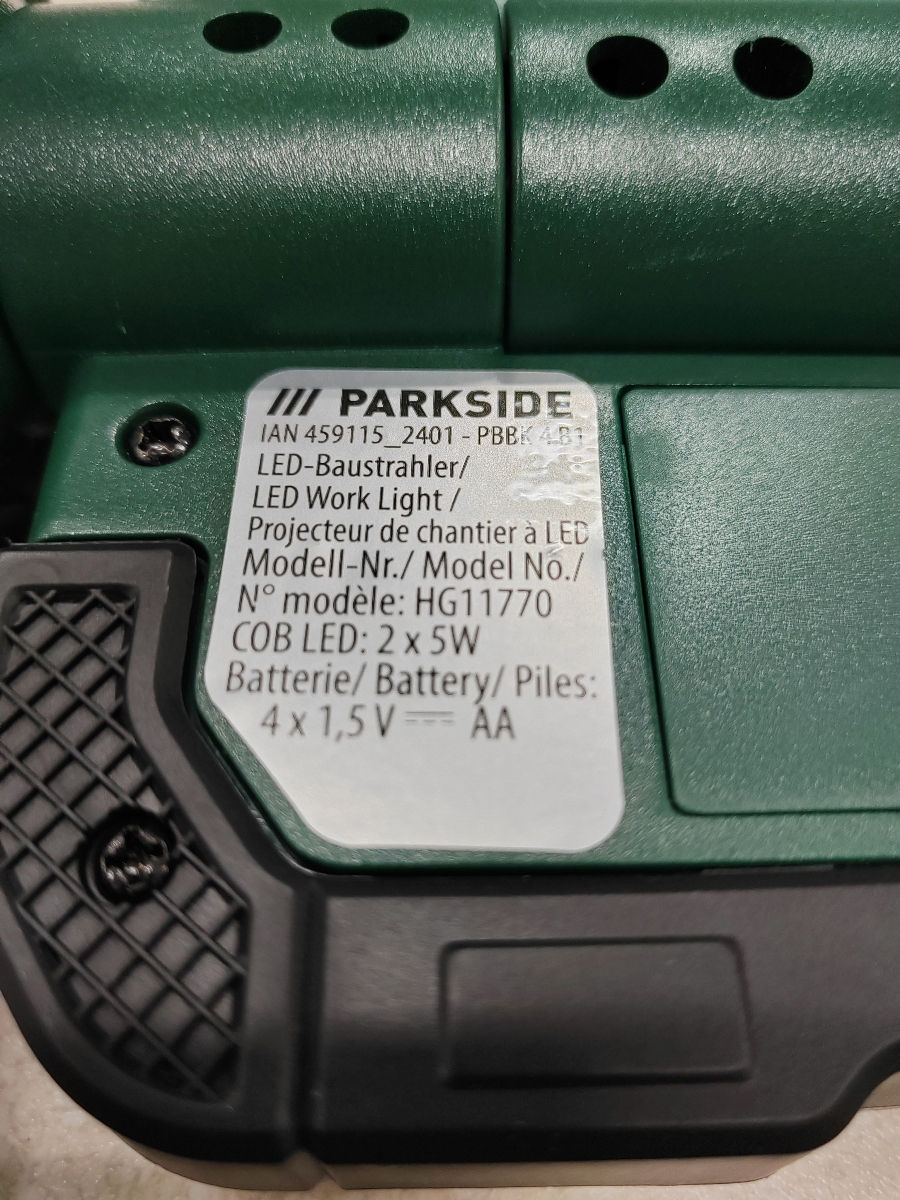 /// PARKSIDE
IAN 459115_2401 - PBBK 4.B1
LED-Baustrahler/
LED Work Light /
Projecteur de chantier à LED
Modell-Nr./ Model No./
N° modèle: HG11770
COB LED: 2 x 5W
Batterie/ Battery/ Piles:
4 x 1,5 V ⎓ AA